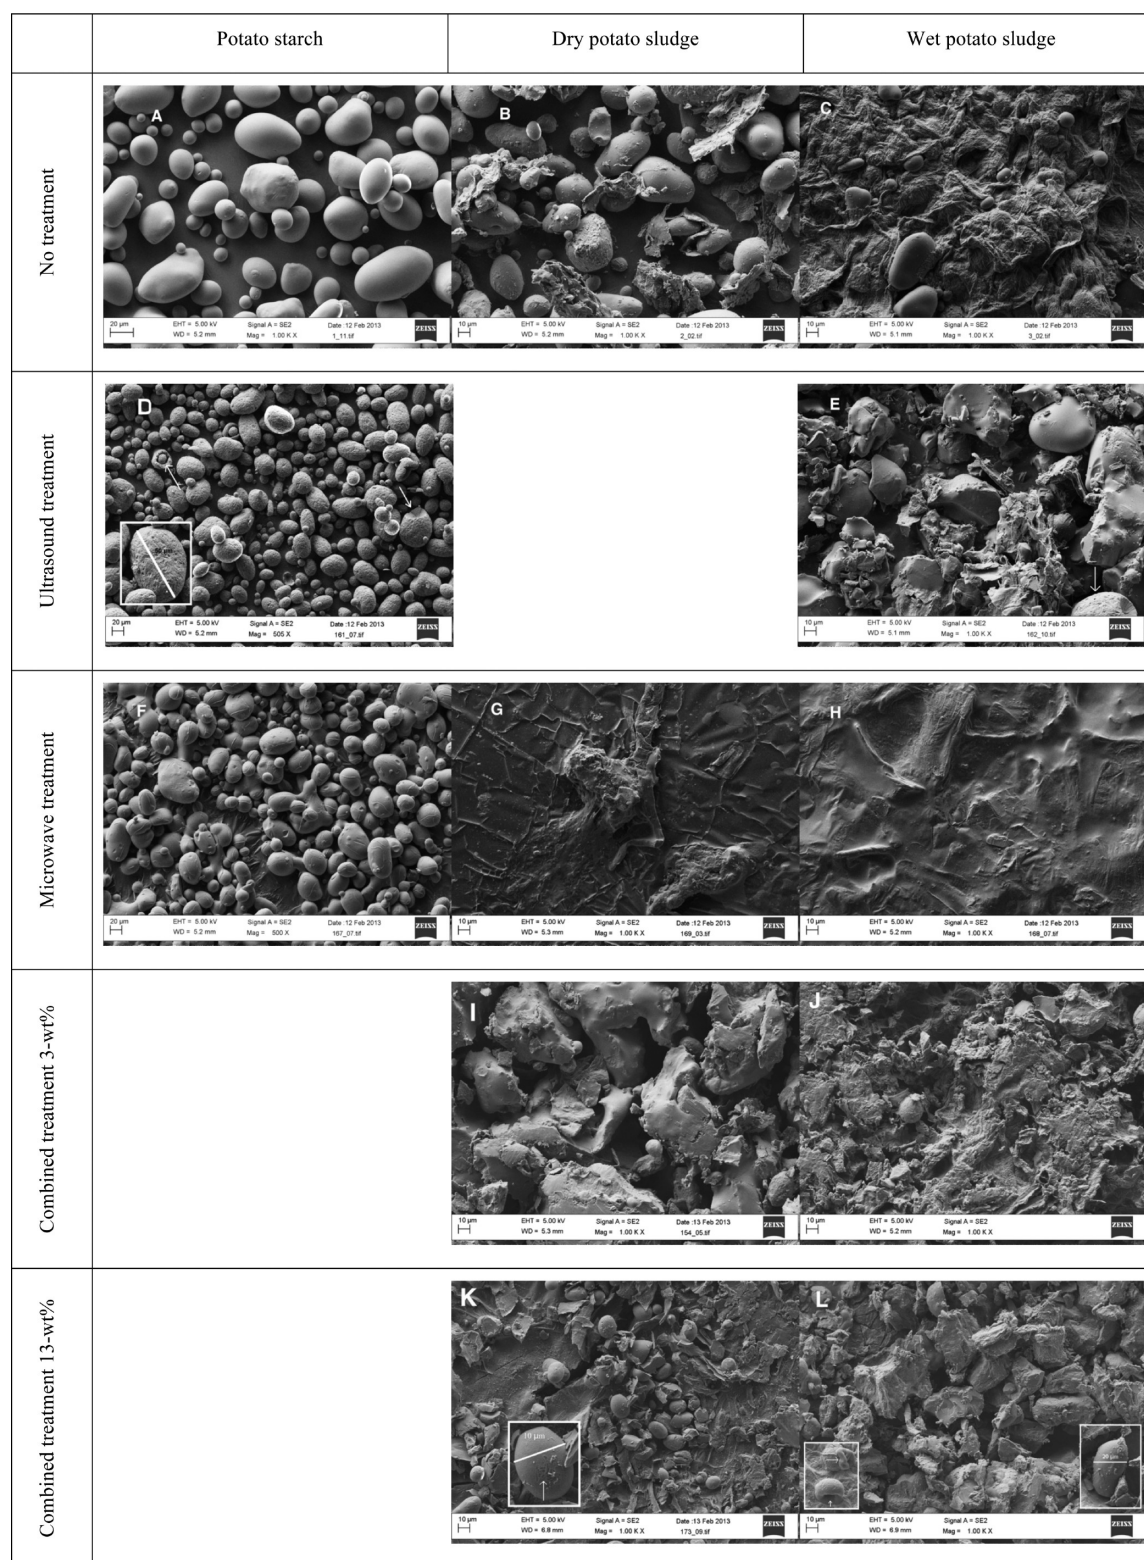 Potato starch
Dry potato sludge
Wet potato sludge
No treatment
A
20 µm
EHT = 5.00 kV
Signal A = SE2
Date :12 Feb 2013
WD = 5.2 mm
Mag = 1.00 K X
1_11.tif
ZEISS
B
10 µm
EHT = 5.00 kV
Signal A = SE2
Date :12 Feb 2013
WD = 5.2 mm
Mag = 1.00 K X
2_02.tif
ZEISS
C
10 µm
EHT = 5.00 kV
Signal A = SE2
Date :12 Feb 2013
WD = 5.1 mm
Mag = 1.00 K X
3_02.tif
ZEISS
Ultrasound treatment
D
20 µm
EHT = 5.00 kV
Signal A = SE2
Date :12 Feb 2013
WD = 5.2 mm
Mag = 505 X
161_07.tif
ZEISS
E
10 µm
EHT = 5.00 kV
Signal A = SE2
Date :12 Feb 2013
WD = 5.1 mm
Mag = 1.00 K X
162_10.tif
ZEISS
Microwave treatment
F
20 µm
EHT = 5.00 kV
Signal A = SE2
Date :12 Feb 2013
WD = 5.2 mm
Mag = 500 X
167_07.tif
ZEISS
G
10 µm
EHT = 5.00 kV
Signal A = SE2
Date :12 Feb 2013
WD = 5.3 mm
Mag = 1.00 K X
169_03.tif
ZEISS
H
10 µm
EHT = 5.00 kV
Signal A = SE2
Date :12 Feb 2013
WD = 5.2 mm
Mag = 1.00 K X
168_07.tif
ZEISS
Combined treatment 3-wt%
I
10 µm
EHT = 5.00 kV
Signal A = SE2
Date :13 Feb 2013
WD = 5.3 mm
Mag = 1.00 K X
154_05.tif
ZEISS
J
10 µm
EHT = 5.00 kV
Signal A = SE2
WD = 5.2 mm
Mag = 1.00 K X
ZEISS
Combined treatment 13-wt%
K
10 µm
10 µm
EHT = 5.00 kV
Signal A = SE2
Date :13 Feb 2013
WD = 6.8 mm
Mag = 1.00 K X
173_09.tif
ZEISS
L
20 µm
10 µm
EHT = 5.00 kV
Signal A = SE2
WD = 6.9 mm
Mag = 1.00 K X
ZEISS